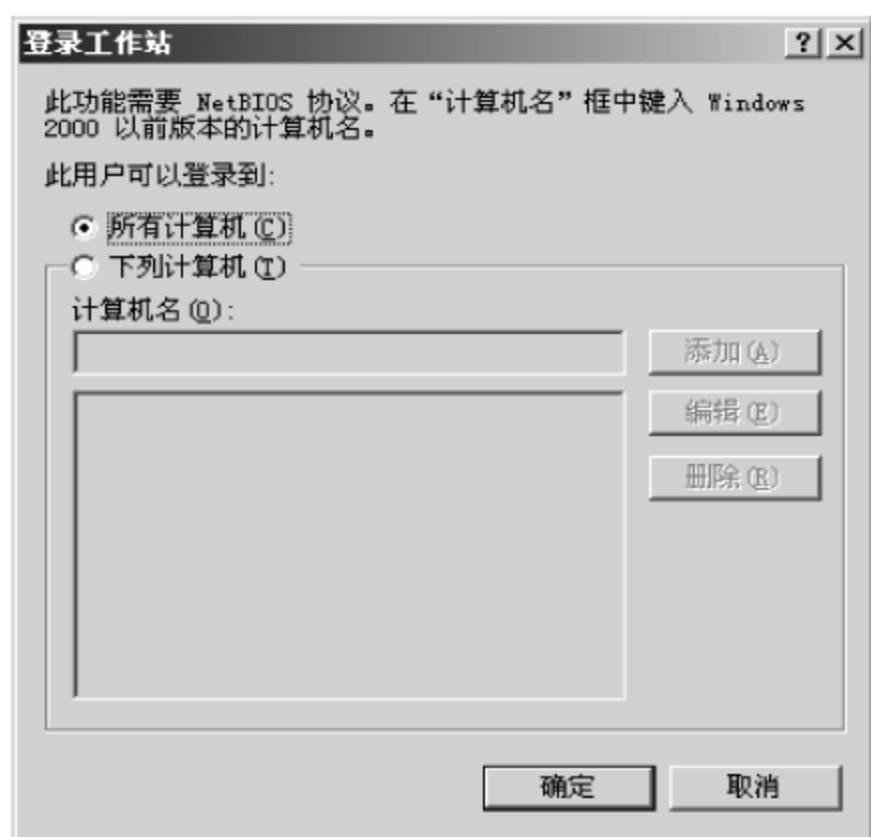 登录工作站
此功能需要 NetBIOS 协议。在“计算机名”框中键入 Windows
2000 以前版本的计算机名。
此用户可以登录到:
所有计算机(C)
下列计算机(T)
计算机名(O):
添加(A)
编辑(E)
删除(R)
确定
取消